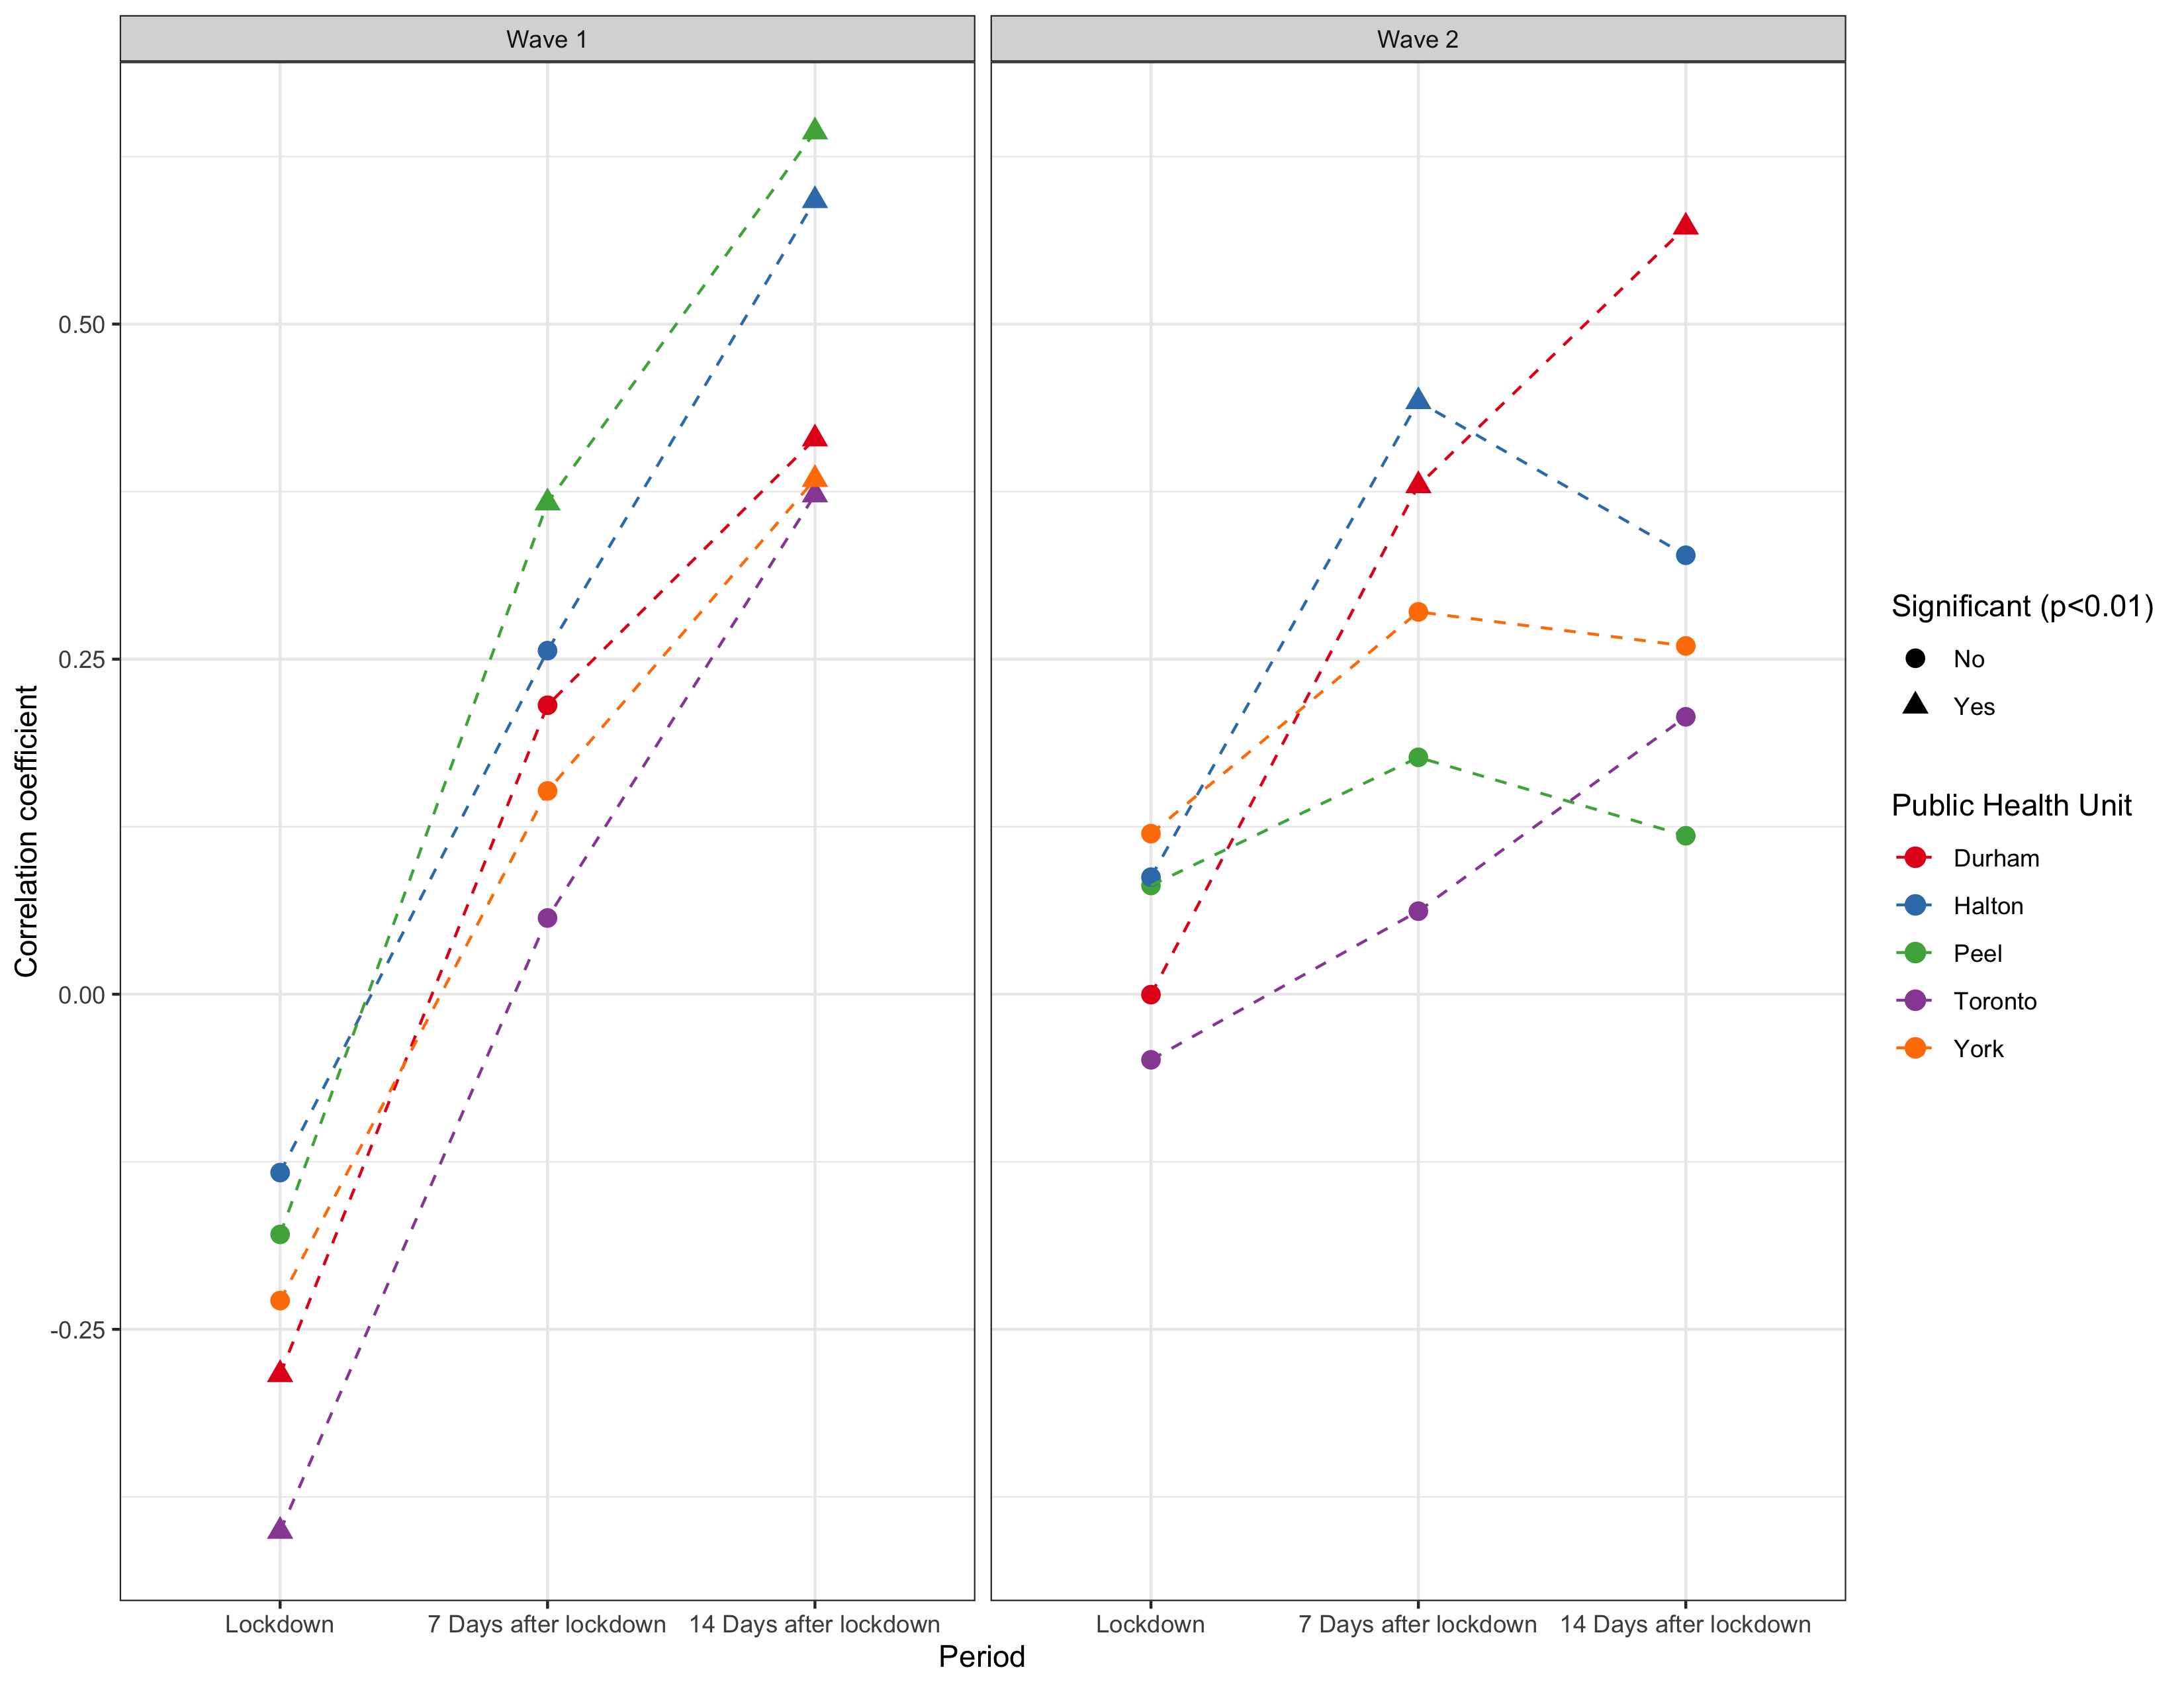 Wave 1
Wave 2
Correlation coefficient
0.50
0.25
0.00
-0.25
Lockdown
7 Days after lockdown
14 Days after lockdown
Lockdown
7 Days after lockdown
14 Days after lockdown
Period
Significant (p<0.01)
No
Yes
Public Health Unit
Durham
Halton
Peel
Toronto
York